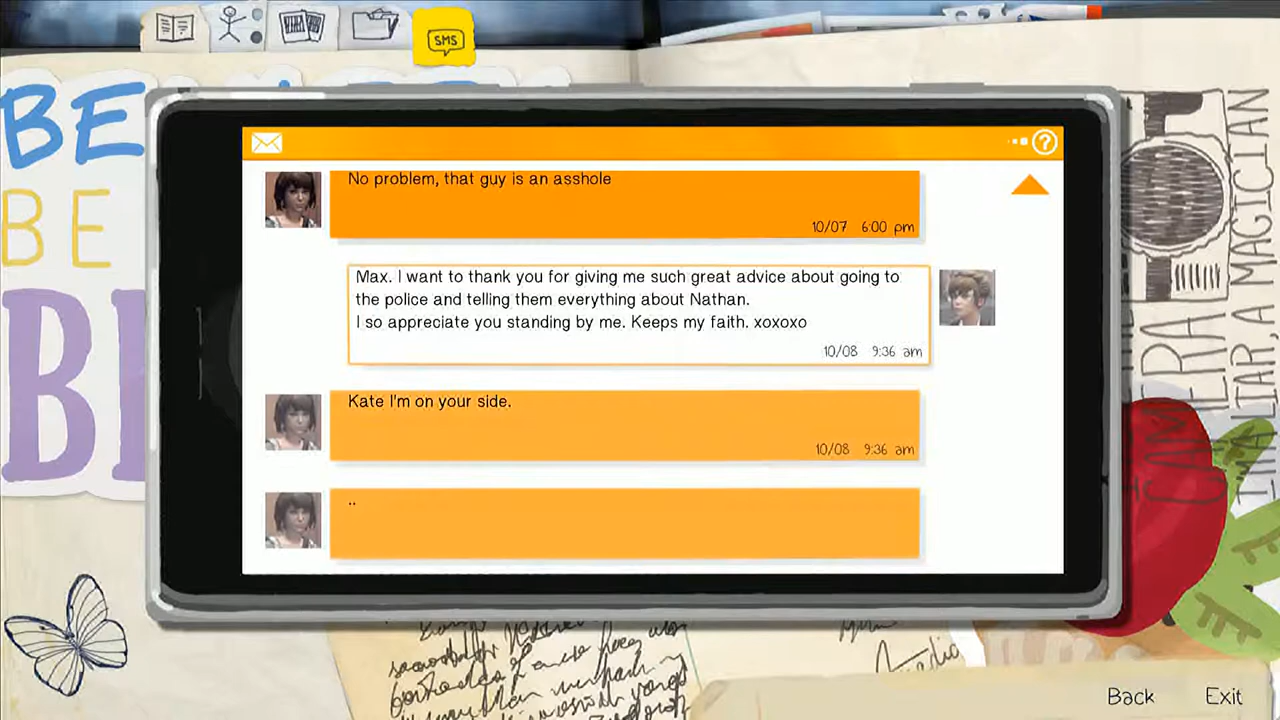 SMS
BE
BE
No problem, that guy is an asshole
10/07 6:00 pm
Max. I want to thank you for giving me such great advice about going to
the police and telling them everything about Nathan.
I so appreciate you standing by me. Keeps my faith. xoxoxo
10/08 9:36 am
Kate I'm on your side.
10/08 9:36 am
..
I CAMERA
I'M A LIAR, A MAGICIAN
Back Exit